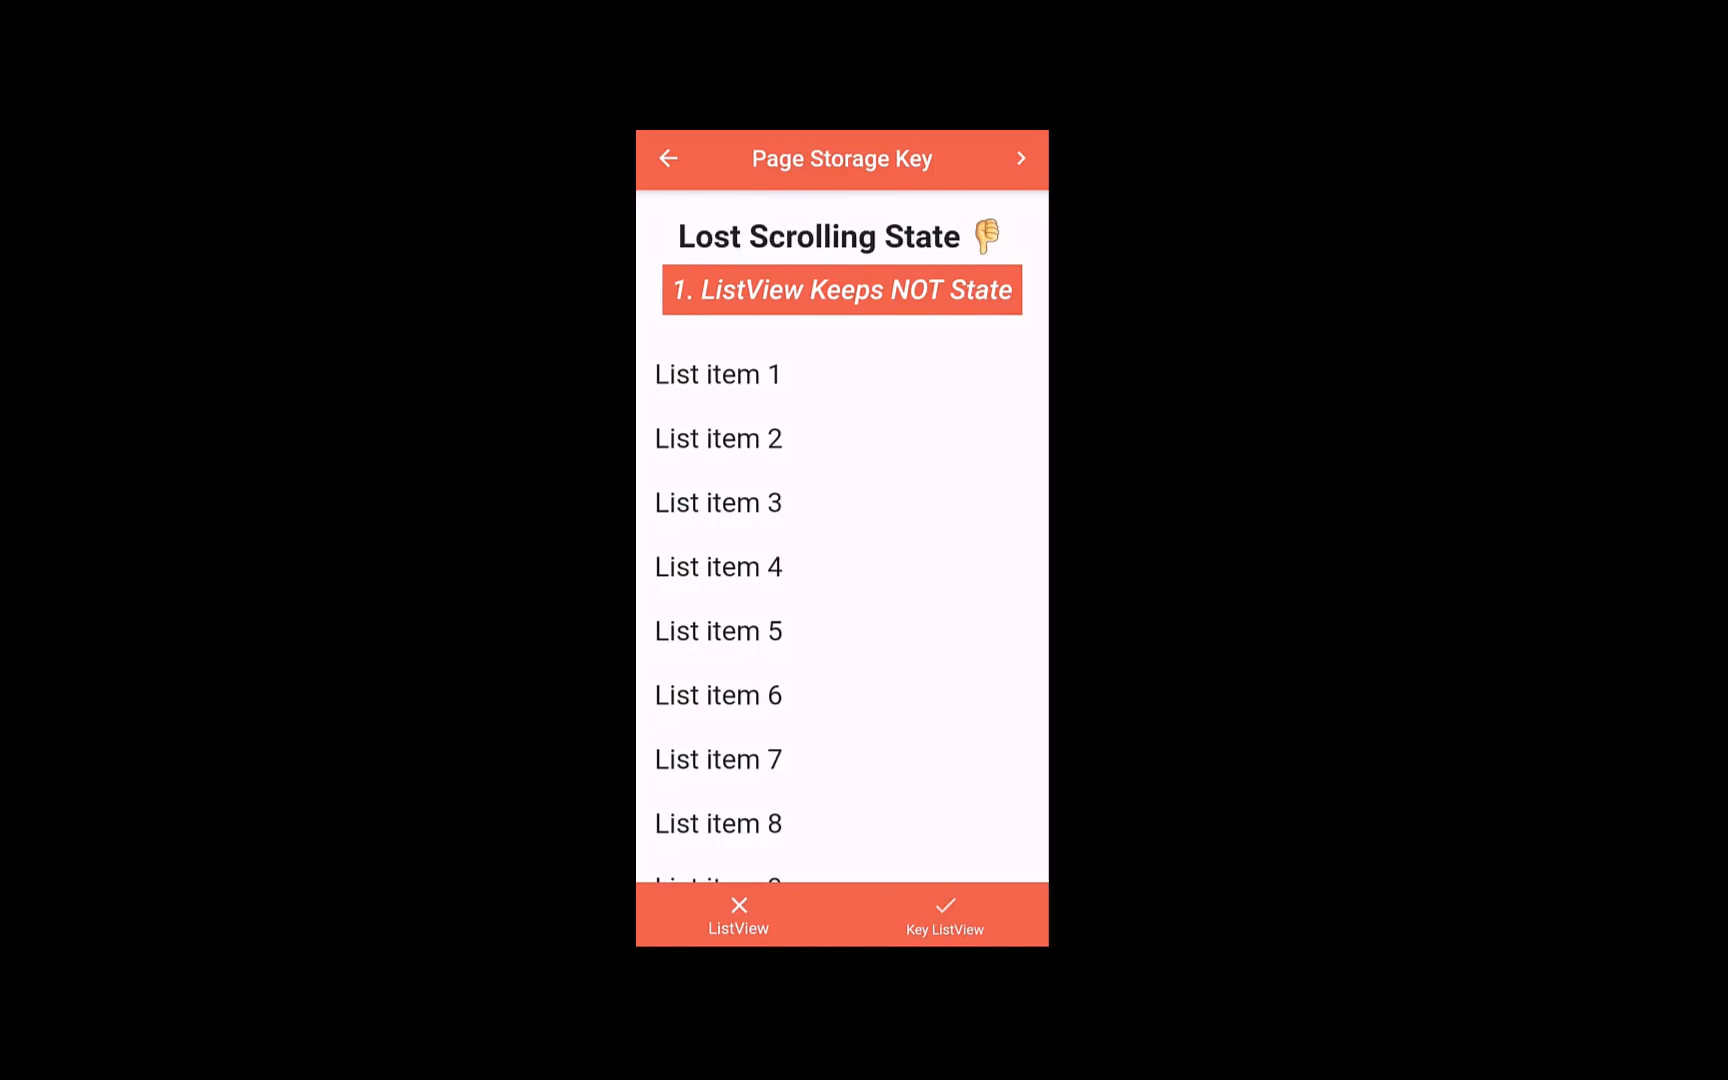 Page Storage Key
Lost Scrolling State 👎
1. ListView Keeps NOT State
List item 1
List item 2
List item 3
List item 4
List item 5
List item 6
List item 7
List item 8
ListView
Key ListView